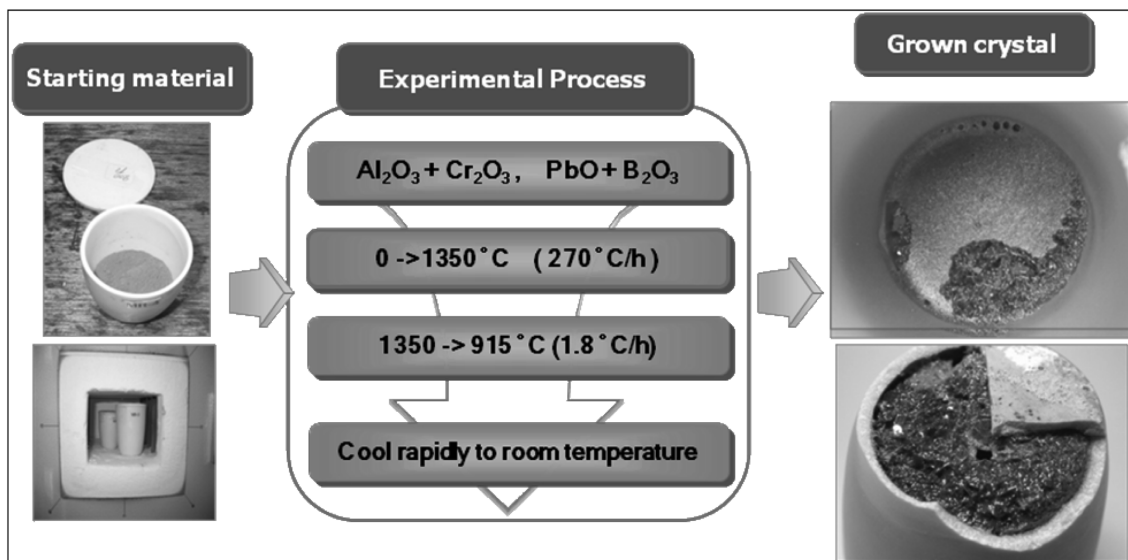 Starting material
Experimental Process
Grown crystal
Al₂O₃ + Cr₂O₃ , PbO + B₂O₃
0 ->1350°C ( 270°C/h )
1350 -> 915°C (1.8°C/h)
Cool rapidly to room temperature